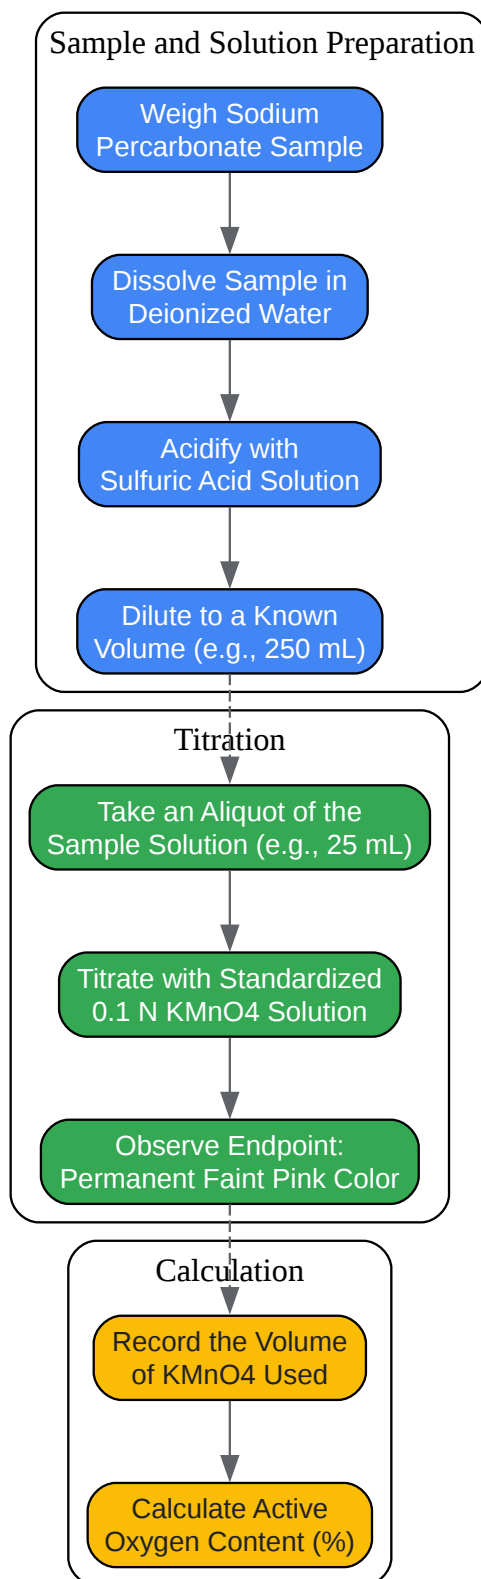 Sample and Solution Preparation
Weigh Sodium
Percarbonate Sample
Dissolve Sample in
Deionized Water
Acidify with
Sulfuric Acid Solution
Dilute to a Known
Volume (e.g., 250 mL)
Titration
Take an Aliquot of the
Sample Solution (e.g., 25 mL)
Titrate with Standardized
0.1 N KMnO4 Solution
Observe Endpoint:
Permanent Faint Pink Color
Calculation
Record the Volume
of KMnO4 Used
Calculate Active
Oxygen Content (%)